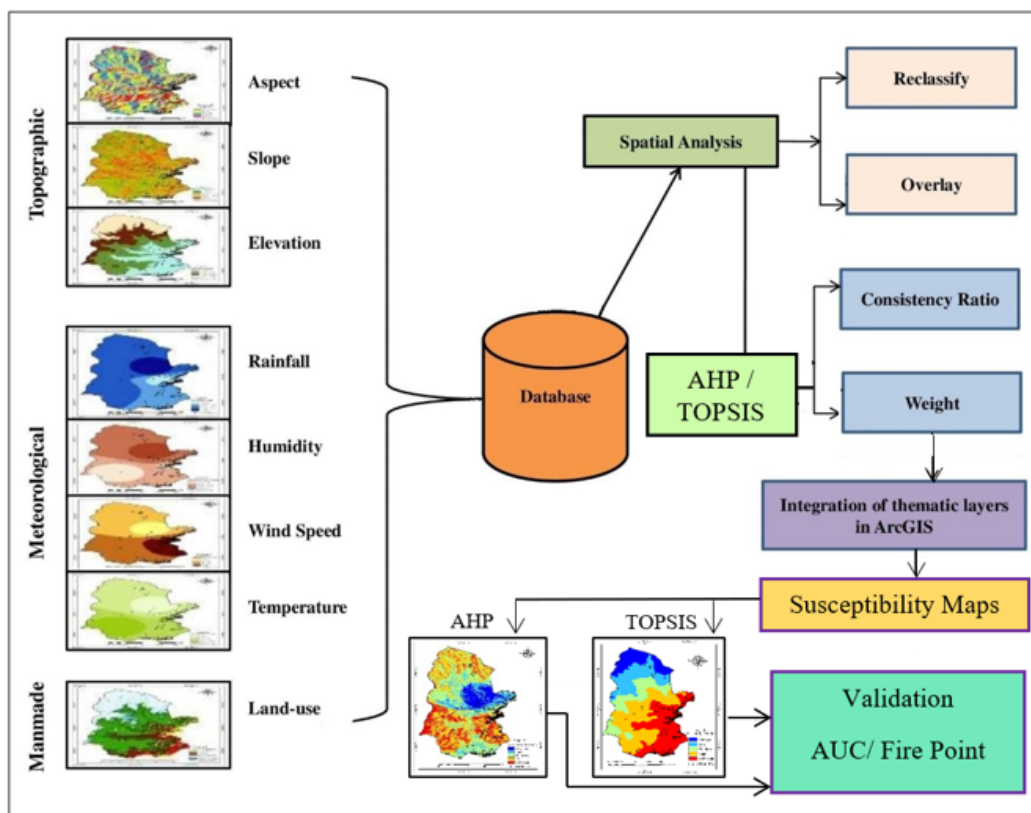 Topographic
Aspect
Slope
Elevation
Meteorological
Rainfall
Humidity
Wind Speed
Temperature
Manmade
Land-use
Database
Spatial Analysis
Reclassify
Overlay
AHP /
TOPSIS
Consistency Ratio
Weight
Integration of thematic layers
in ArcGIS
Susceptibility Maps
AHP
TOPSIS
Validation
AUC/ Fire Point